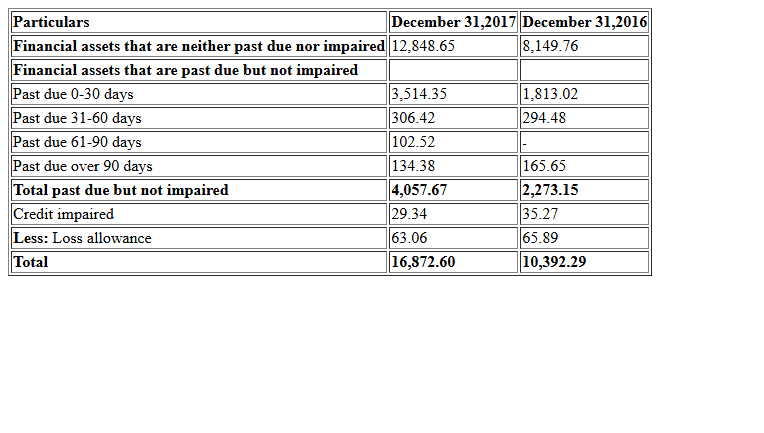 Particulars December 31,2017 December 31,2016
Financial assets that are neither past due nor impaired 12,848.65 8,149.76
Financial assets that are past due but not impaired
Past due 0-30 days 3,514.35 1,813.02
Past due 31-60 days 306.42 294.48
Past due 61-90 days 102.52 -
Past due over 90 days 134.38 165.65
Total past due but not impaired 4,057.67 2,273.15
Credit impaired 29.34 35.27
Less: Loss allowance 63.06 65.89
Total 16,872.60 10,392.29